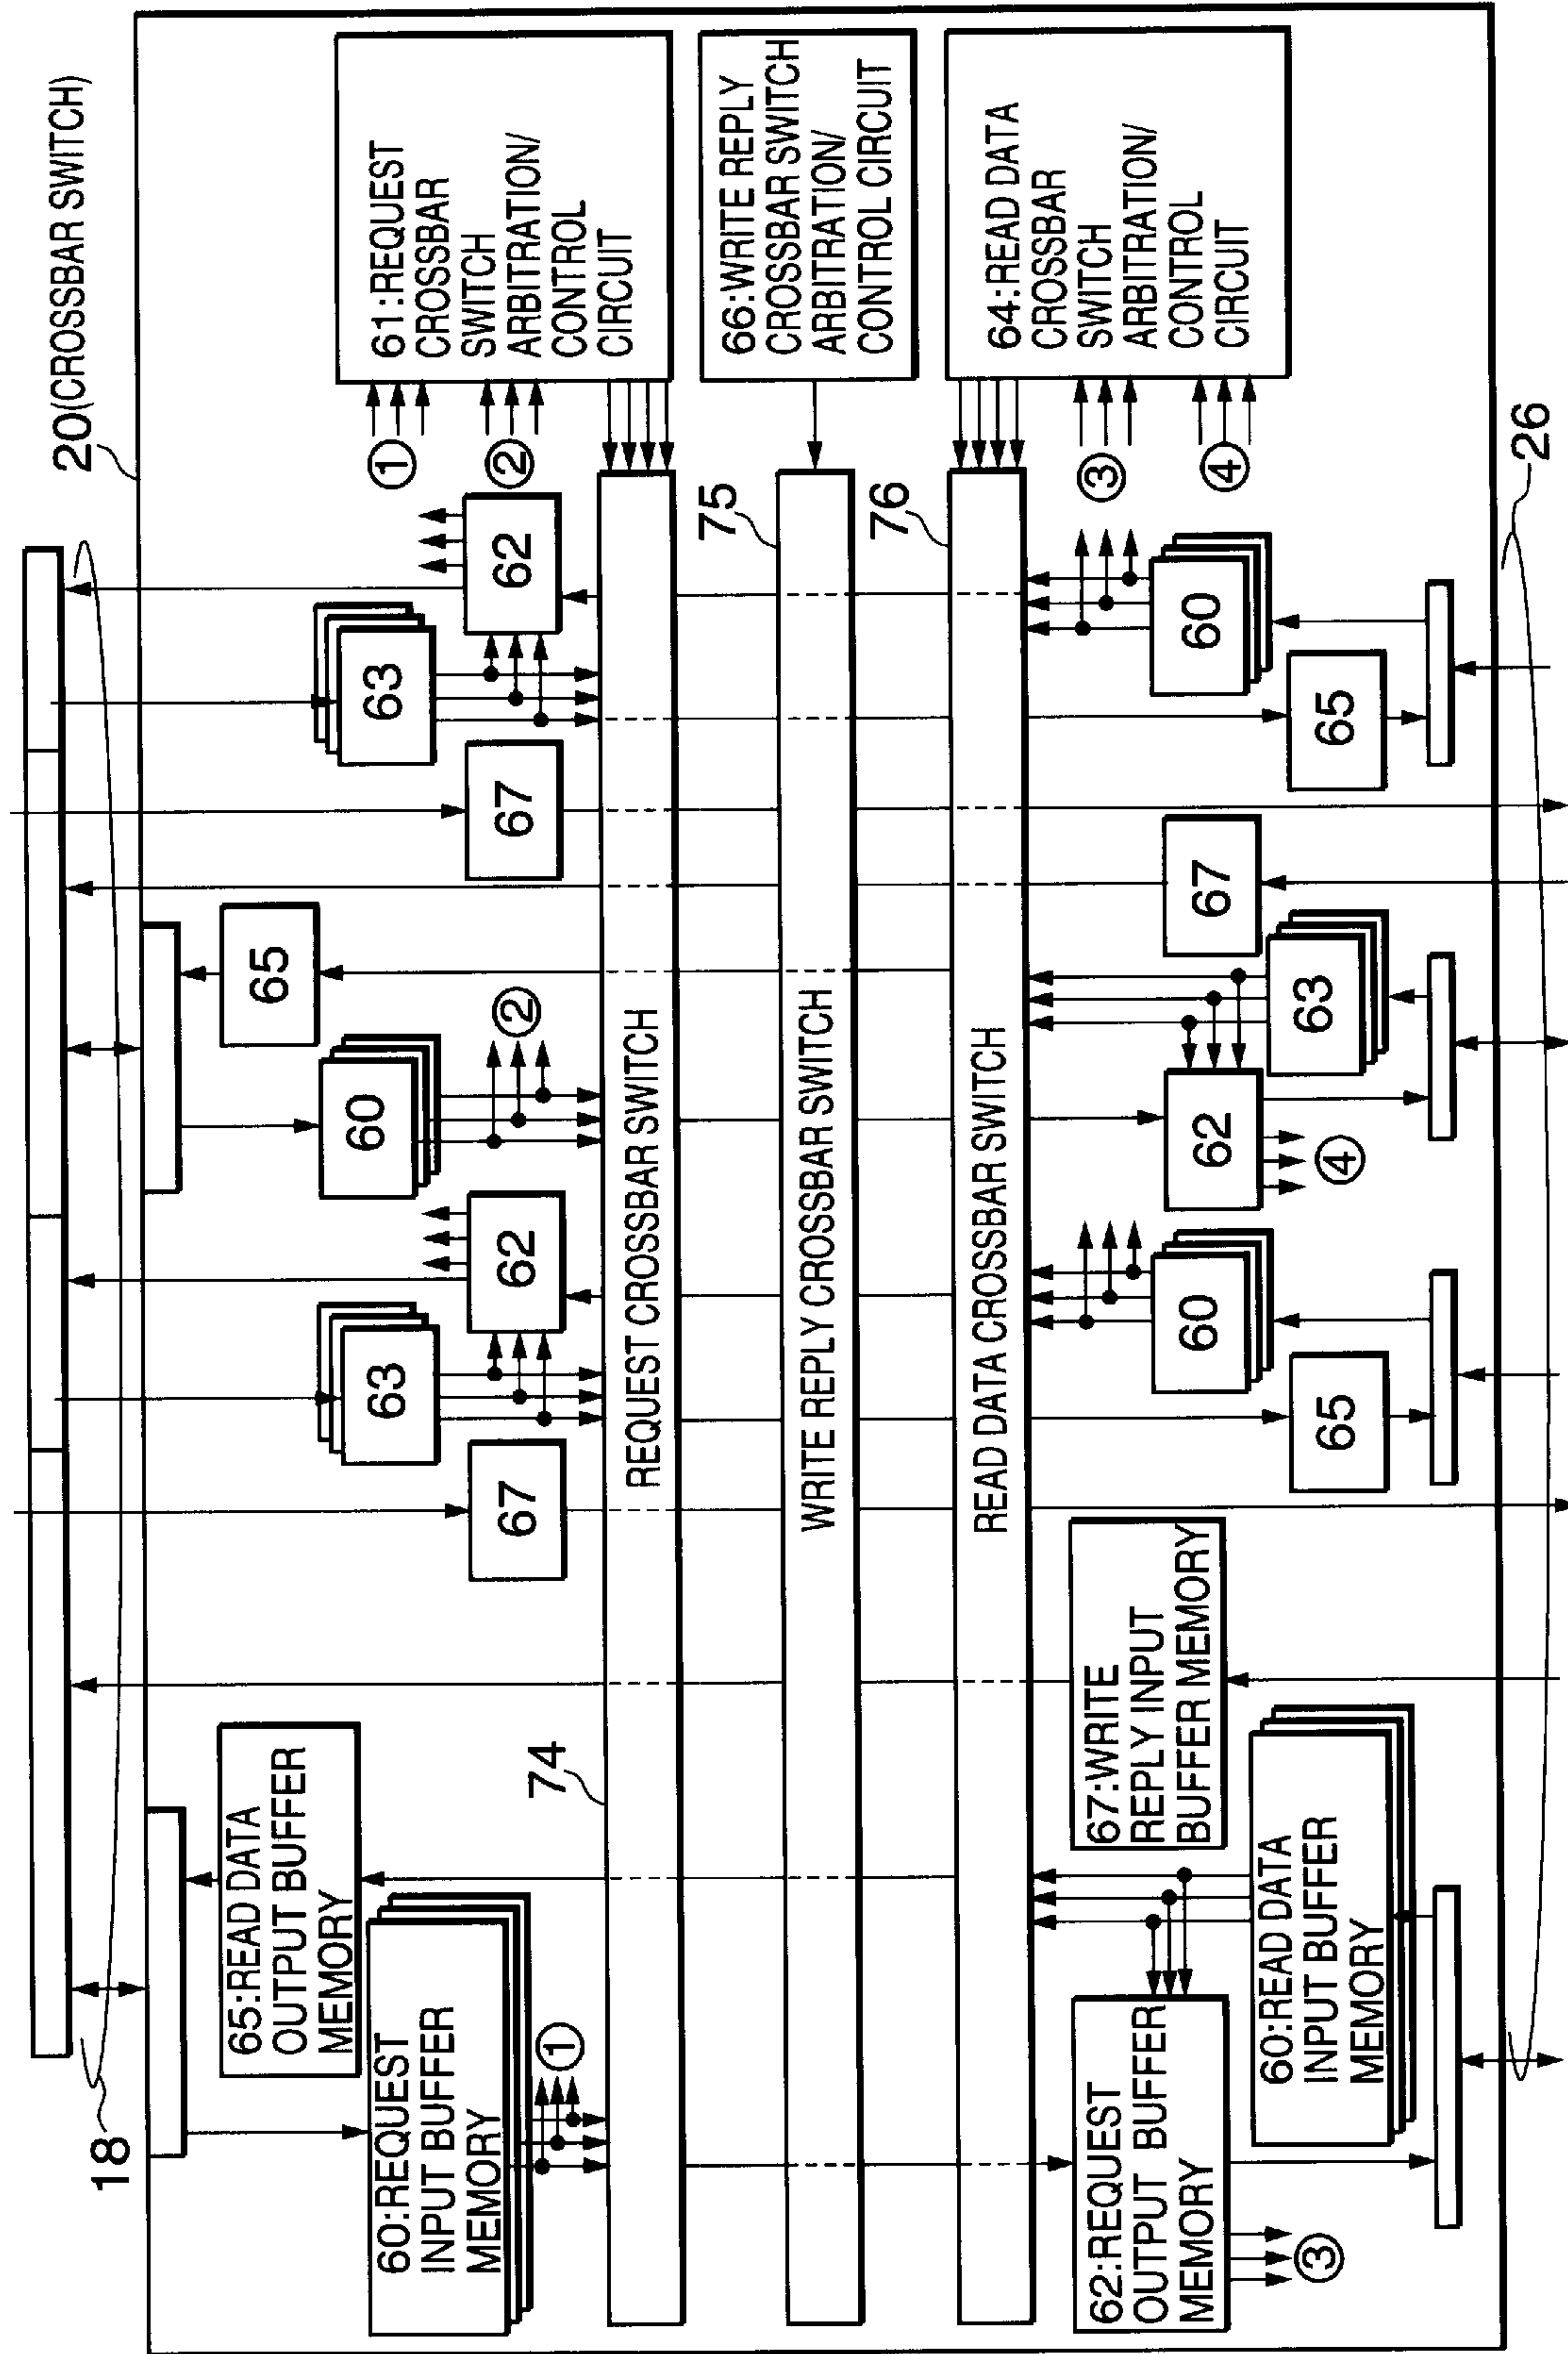 20(CROSSBAR SWITCH)
18
65:READ DATA
OUTPUT BUFFER
MEMORY
60:REQUEST
INPUT BUFFER
MEMORY
①
67
63
62
60
②
65
67
63
62
①
②
61:REQUEST
CROSSBAR
SWITCH
ARBITRATION/
CONTROL
CIRCUIT
74
REQUEST CROSSBAR SWITCH
75
WRITE REPLY CROSSBAR SWITCH
66:WRITE REPLY
CROSSBAR SWITCH
ARBITRATION/
CONTROL CIRCUIT
76
READ DATA CROSSBAR SWITCH
64:READ DATA
CROSSBAR
SWITCH
ARBITRATION/
CONTROL
CIRCUIT
③
④
62:REQUEST
OUTPUT BUFFER
MEMORY
③
67:WRITE
REPLY INPUT
BUFFER MEMORY
60:READ DATA
INPUT BUFFER
MEMORY
65
60
62
④
63
67
65
60
26